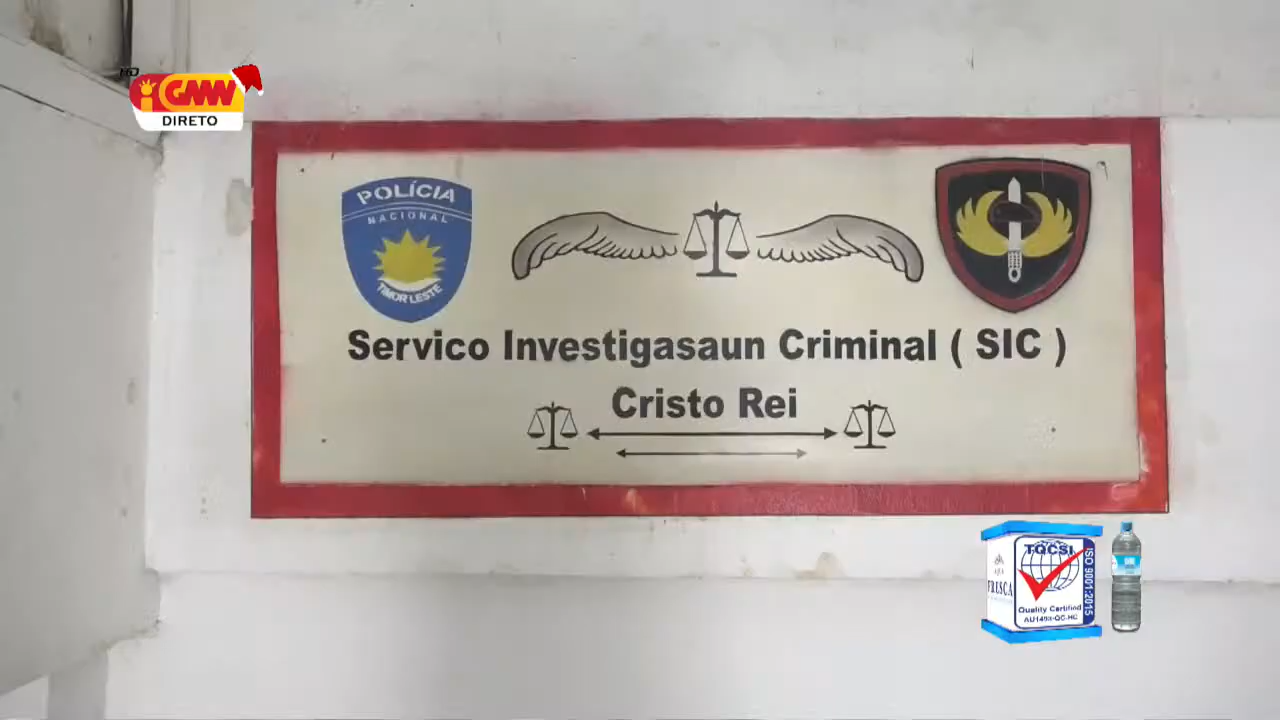 HD
GMN
DIRETO
POLÍCIA
NACIONAL
TIMOR LESTE
Servico Investigasaun Criminal ( SIC )
Cristo Rei
TQCSI
ISO 9001:2015
FRESCA
Quality Certified